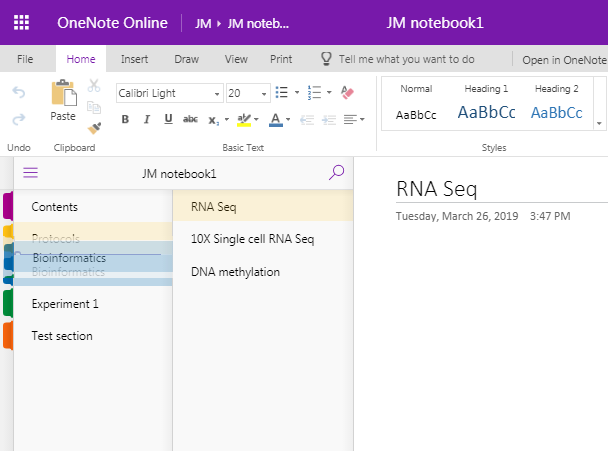 OneNote Online JM ▸ JM noteb... JM notebook1
File Home Insert Draw View Print Tell me what you want to do Open in OneNote
Calibri Light 20 Normal Heading 1 Heading 2
Paste B I U abc x₂ A AaBbCc AaBbCc AaBbCc
Undo Clipboard Basic Text Styles
JM notebook1
Contents
Protocols
Bioinformatics
Bioinformatics
Experiment 1
Test section
RNA Seq
10X Single cell RNA Seq
DNA methylation
RNA Seq
Tuesday, March 26, 2019 3:47 PM